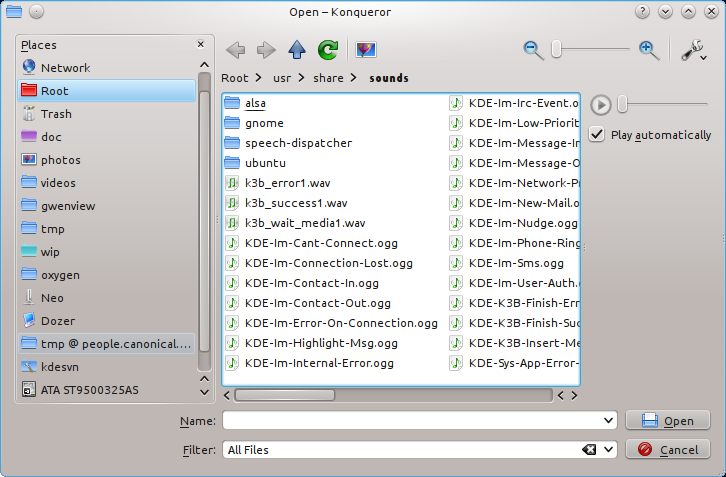 Open – Konqueror
Places
Network
Root
Trash
doc
photos
videos
gwenview
tmp
wip
oxygen
Neo
Dozer
tmp @ people.canonical....
kdesvn
ATA ST9500325AS
Root > usr > share > sounds
alsa
gnome
speech-dispatcher
ubuntu
k3b_error1.wav
k3b_success1.wav
k3b_wait_media1.wav
KDE-Im-Cant-Connect.ogg
KDE-Im-Connection-Lost.ogg
KDE-Im-Contact-In.ogg
KDE-Im-Contact-Out.ogg
KDE-Im-Error-On-Connection.ogg
KDE-Im-Highlight-Msg.ogg
KDE-Im-Internal-Error.ogg
KDE-Im-Irc-Event.o
KDE-Im-Low-Priorit
KDE-Im-Message-In
KDE-Im-Message-O
KDE-Im-Network-P
KDE-Im-New-Mail.o
KDE-Im-Nudge.ogg
KDE-Im-Phone-Ring
KDE-Im-Sms.ogg
KDE-Im-User-Auth.
KDE-K3B-Finish-Err
KDE-K3B-Finish-Suc
KDE-K3B-Insert-Me
KDE-Sys-App-Error-
Play automatically
Name:
Open
Filter:
All Files
Cancel